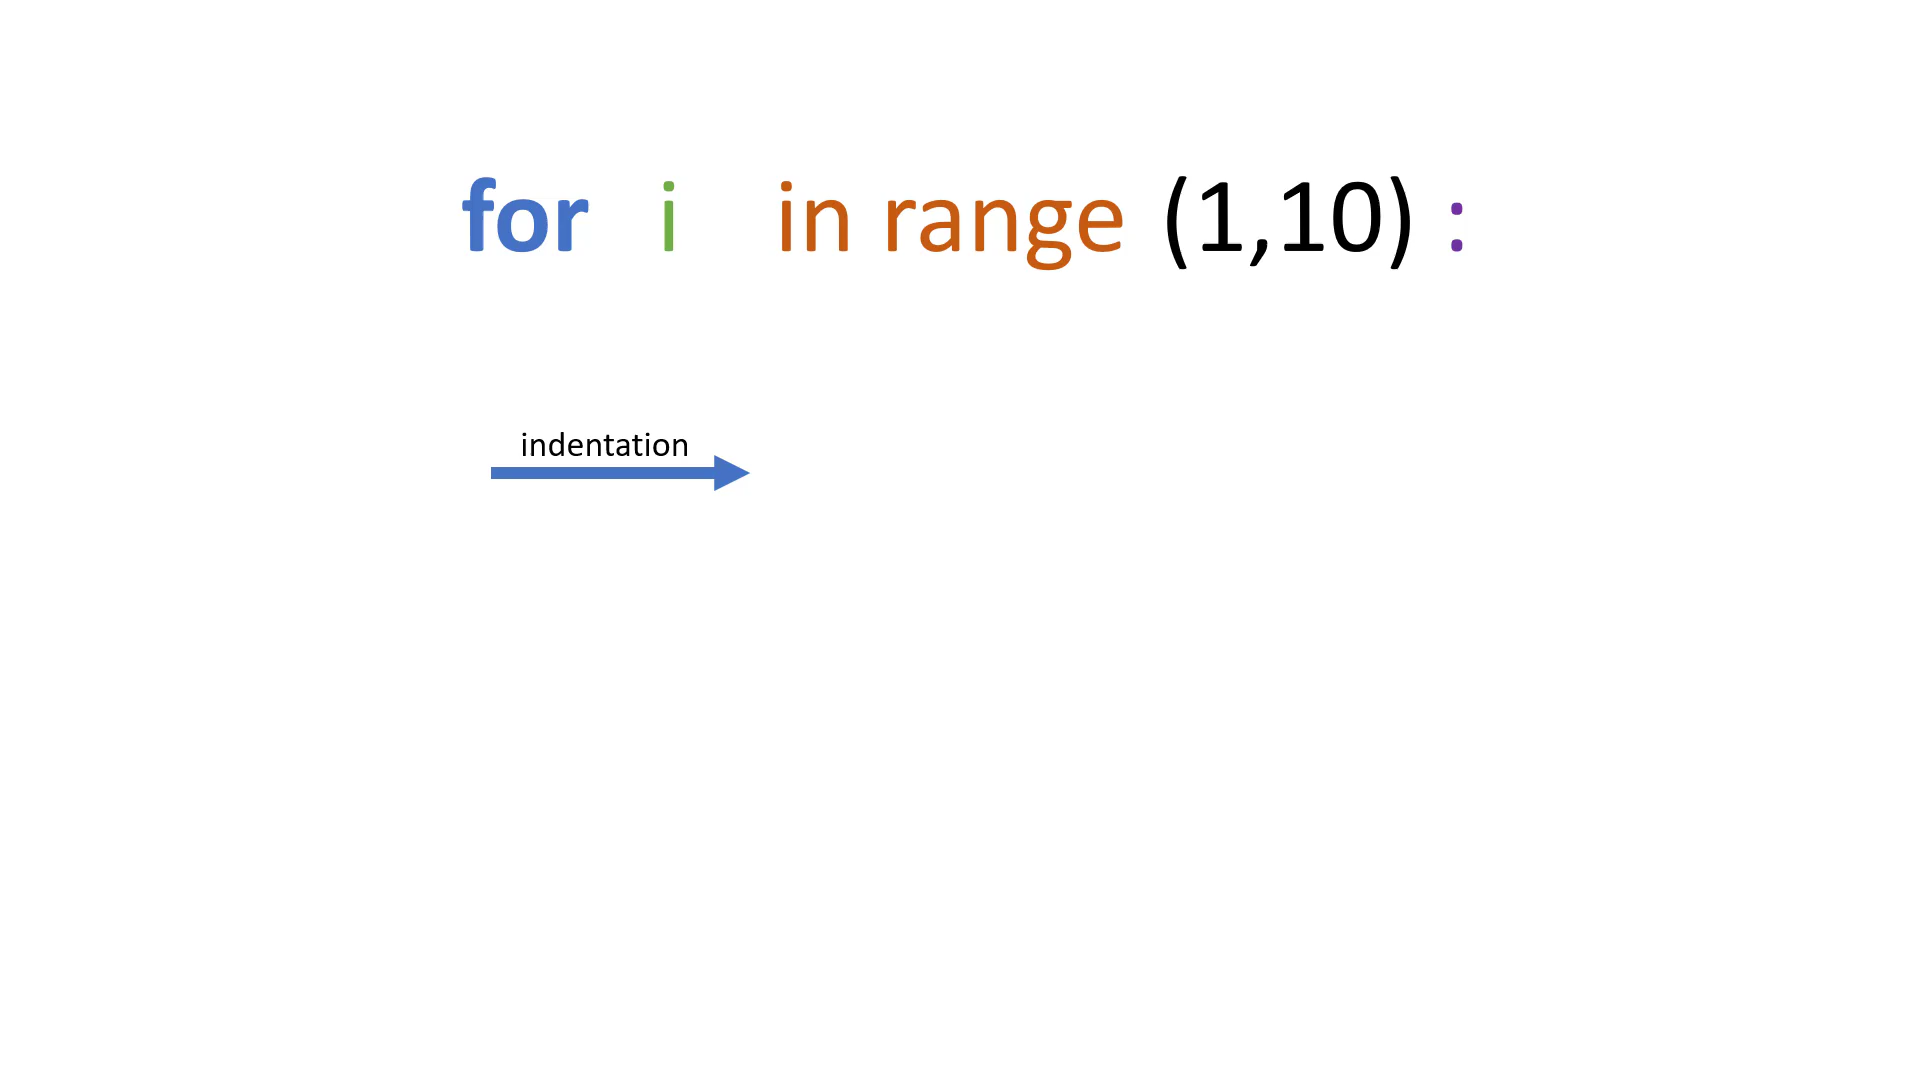 for i in range (1,10) :
indentation